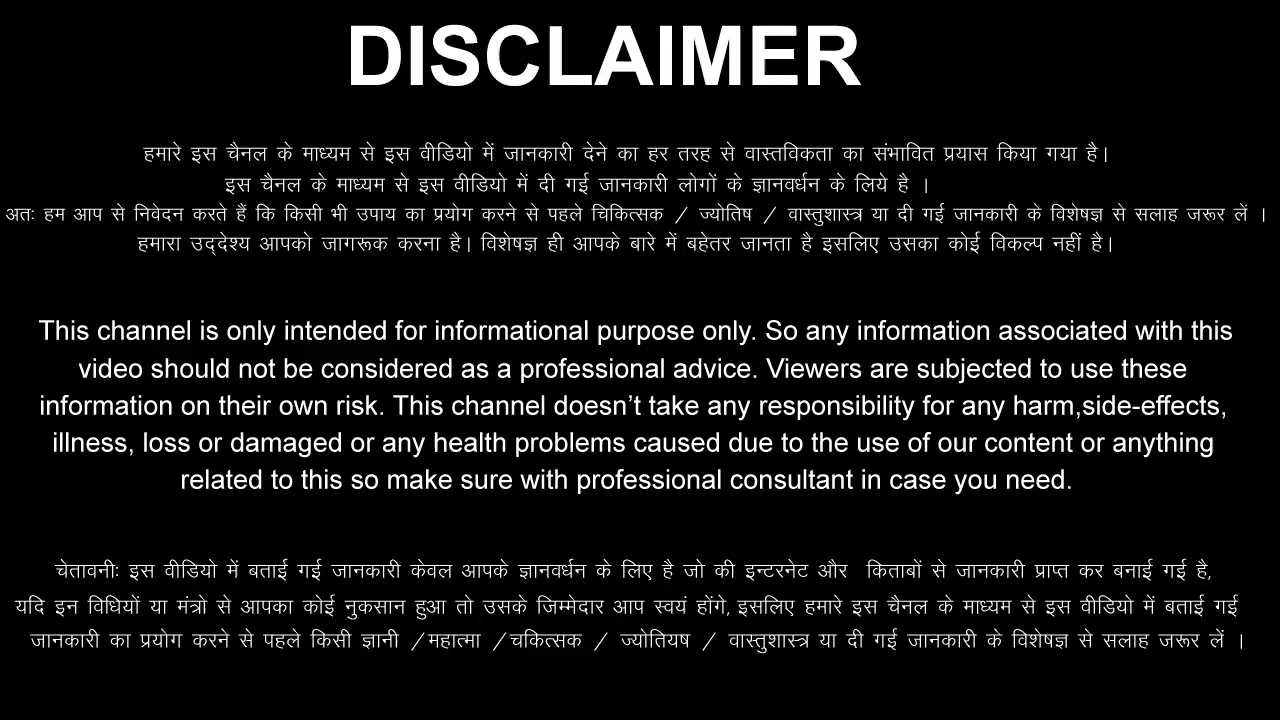 DISCLAIMER
हमारे इस चैनल के माध्यम से इस वीडियो में जानकारी देने का हर तरह से वास्तविकता का संभावित प्रयास किया गया है।
इस चैनल के माध्यम से इस वीडियो में दी गई जानकारी लोगों के ज्ञानवर्धन के लिये है ।
अतः हम आप से निवेदन करते हैं कि किसी भी उपाय का प्रयोग करने से पहले चिकित्सक / ज्योतिष / वास्तुशास्त्र या दी गई जानकारी के विशेषज्ञ से सलाह जरूर लें ।
हमारा उद्देश्य आपको जागरूक करना है। विशेषज्ञ ही आपके बारे में बहेतर जानता है इसलिए उसका कोई विकल्प नहीं है।
This channel is only intended for informational purpose only. So any information associated with this
video should not be considered as a professional advice. Viewers are subjected to use these
information on their own risk. This channel doesn’t take any responsibility for any harm,side-effects,
illness, loss or damaged or any health problems caused due to the use of our content or anything
related to this so make sure with professional consultant in case you need.
चेतावनीः इस वीडियो में बताई गई जानकारी केवल आपके ज्ञानवर्धन के लिए है जो की इन्टरनेट और किताबों से जानकारी प्राप्त कर बनाई गई है,
यदि इन विधियों या मंत्रो से आपका कोई नुकसान हुआ तो उसके जिम्मेदार आप स्वयं होंगे, इसलिए हमारे इस चैनल के माध्यम से इस वीडियो में बताई गई
जानकारी का प्रयोग करने से पहले किसी ज्ञानी /महात्मा /चकित्सक / ज्योतियष / वास्तुशास्त्र या दी गई जानकारी के विशेषज्ञ से सलाह जरूर लें ।